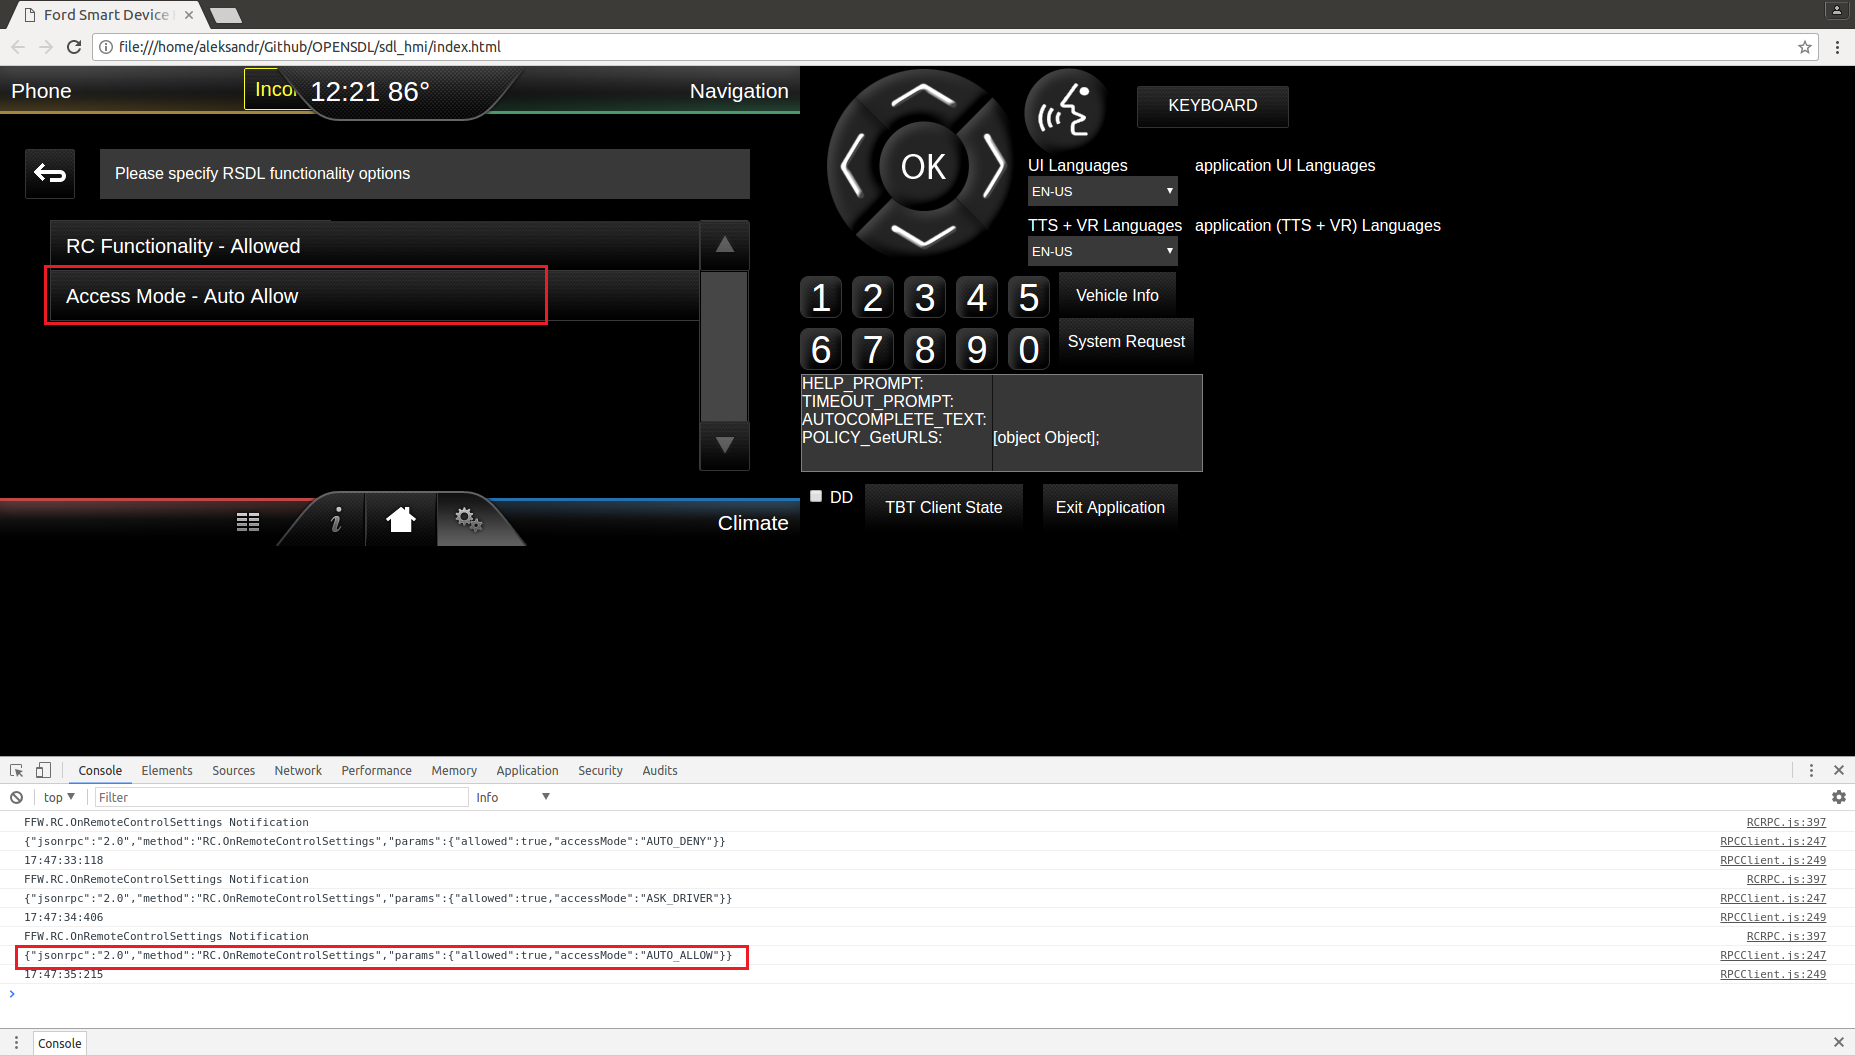 Ford Smart Device
file:///home/aleksandr/Github/OPENSDL/sdl_hmi/index.html
Phone
12:21 86°
Navigation
Please specify RSDL functionality options
RC Functionality - Allowed
Access Mode - Auto Allow
Climate
OK
KEYBOARD
UI Languages
application UI Languages
EN-US
TTS + VR Languages
application (TTS + VR) Languages
EN-US
1 2 3 4 5
Vehicle Info
6 7 8 9 0
System Request
HELP_PROMPT:
TIMEOUT_PROMPT:
AUTOCOMPLETE_TEXT:
POLICY_GetURLS: [object Object];
DD
TBT Client State
Exit Application
Console Elements Sources Network Performance Memory Application Security Audits
top Filter Info
FFW.RC.OnRemoteControlSettings Notification RCRPC.js:397
{"jsonrpc":"2.0","method":"RC.OnRemoteControlSettings","params":{"allowed":true,"accessMode":"AUTO_DENY"}} RPCClient.js:247
17:47:33:118 RPCClient.js:249
FFW.RC.OnRemoteControlSettings Notification RCRPC.js:397
{"jsonrpc":"2.0","method":"RC.OnRemoteControlSettings","params":{"allowed":true,"accessMode":"ASK_DRIVER"}} RPCClient.js:247
17:47:34:406 RPCClient.js:249
FFW.RC.OnRemoteControlSettings Notification RCRPC.js:397
{"jsonrpc":"2.0","method":"RC.OnRemoteControlSettings","params":{"allowed":true,"accessMode":"AUTO_ALLOW"}} RPCClient.js:247
17:47:35:215 RPCClient.js:249
Console